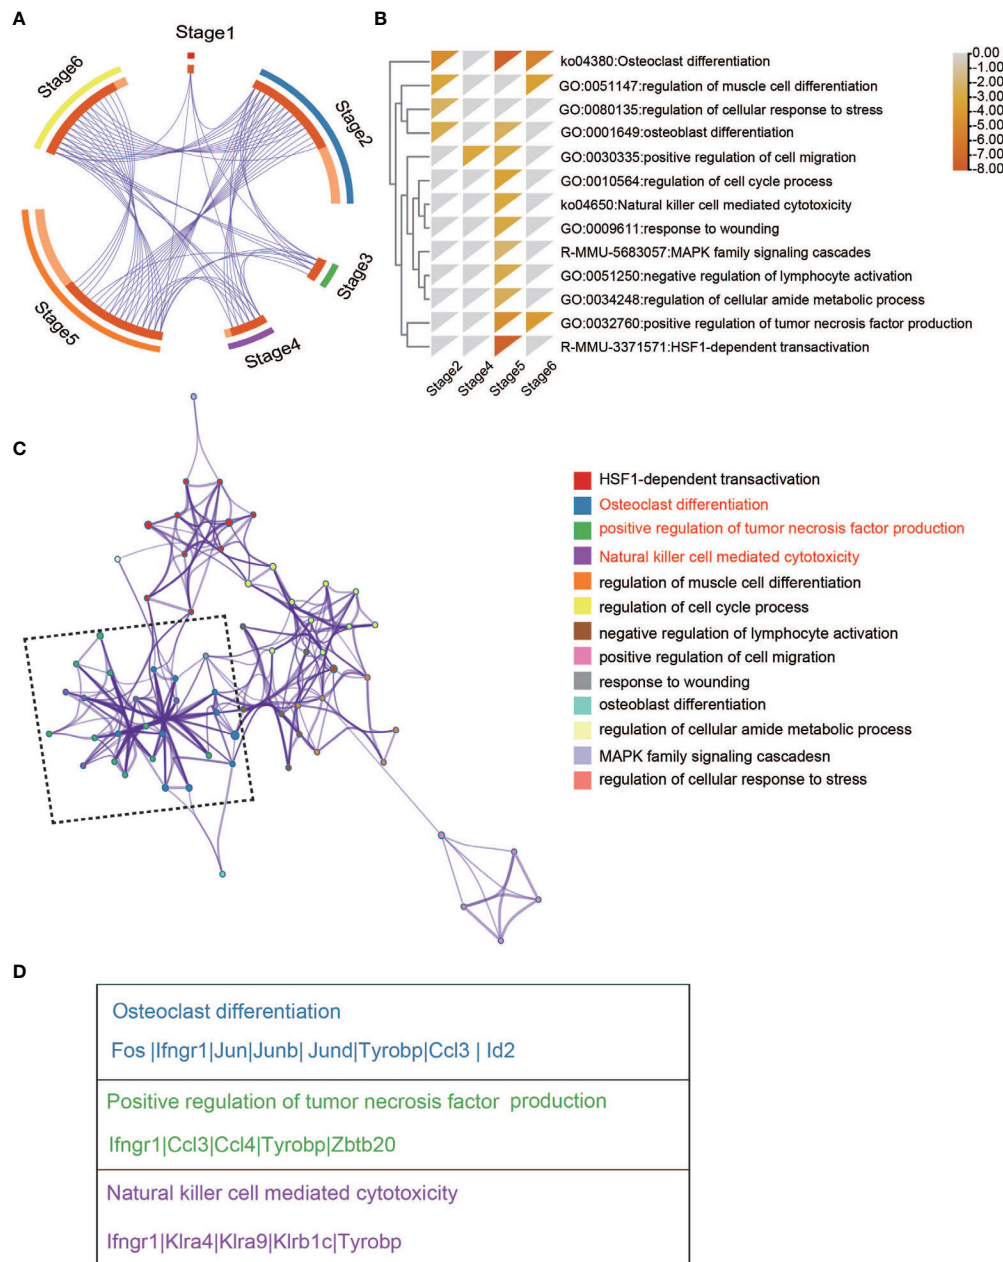 A
Stage1
Stage2
Stage3
Stage4
Stage5
Stage6
B
ko04380:Osteoclast differentiation
GO:0051147:regulation of muscle cell differentiation
GO:0080135:regulation of cellular response to stress
GO:0001649:osteoblast differentiation
GO:0030335:positive regulation of cell migration
GO:0010564:regulation of cell cycle process
ko04650:Natural killer cell mediated cytotoxicity
GO:0009611:response to wounding
R-MMU-5683057:MAPK family signaling cascades
GO:0051250:negative regulation of lymphocyte activation
GO:0034248:regulation of cellular amide metabolic process
GO:0032760:positive regulation of tumor necrosis factor production
R-MMU-3371571:HSF1-dependent transactivation
Stage2
Stage4
Stage5
Stage6
0.00
-1.00
-2.00
-3.00
-4.00
-5.00
-6.00
-7.00
-8.00
C
HSF1-dependent transactivation
Osteoclast differentiation
positive regulation of tumor necrosis factor production
Natural killer cell mediated cytotoxicity
regulation of muscle cell differentiation
regulation of cell cycle process
negative regulation of lymphocyte activation
positive regulation of cell migration
response to wounding
osteoblast differentiation
regulation of cellular amide metabolic process
MAPK family signaling cascadesn
regulation of cellular response to stress
D
Osteoclast differentiation
Fos |Ifngr1|Jun|Junb| Jund|Tyrobp|Ccl3 | Id2
Positive regulation of tumor necrosis factor production
Ifngr1|Ccl3|Ccl4|Tyrobp|Zbtb20
Natural killer cell mediated cytotoxicity
Ifngr1|Klra4|Klra9|Klrb1c|Tyrobp